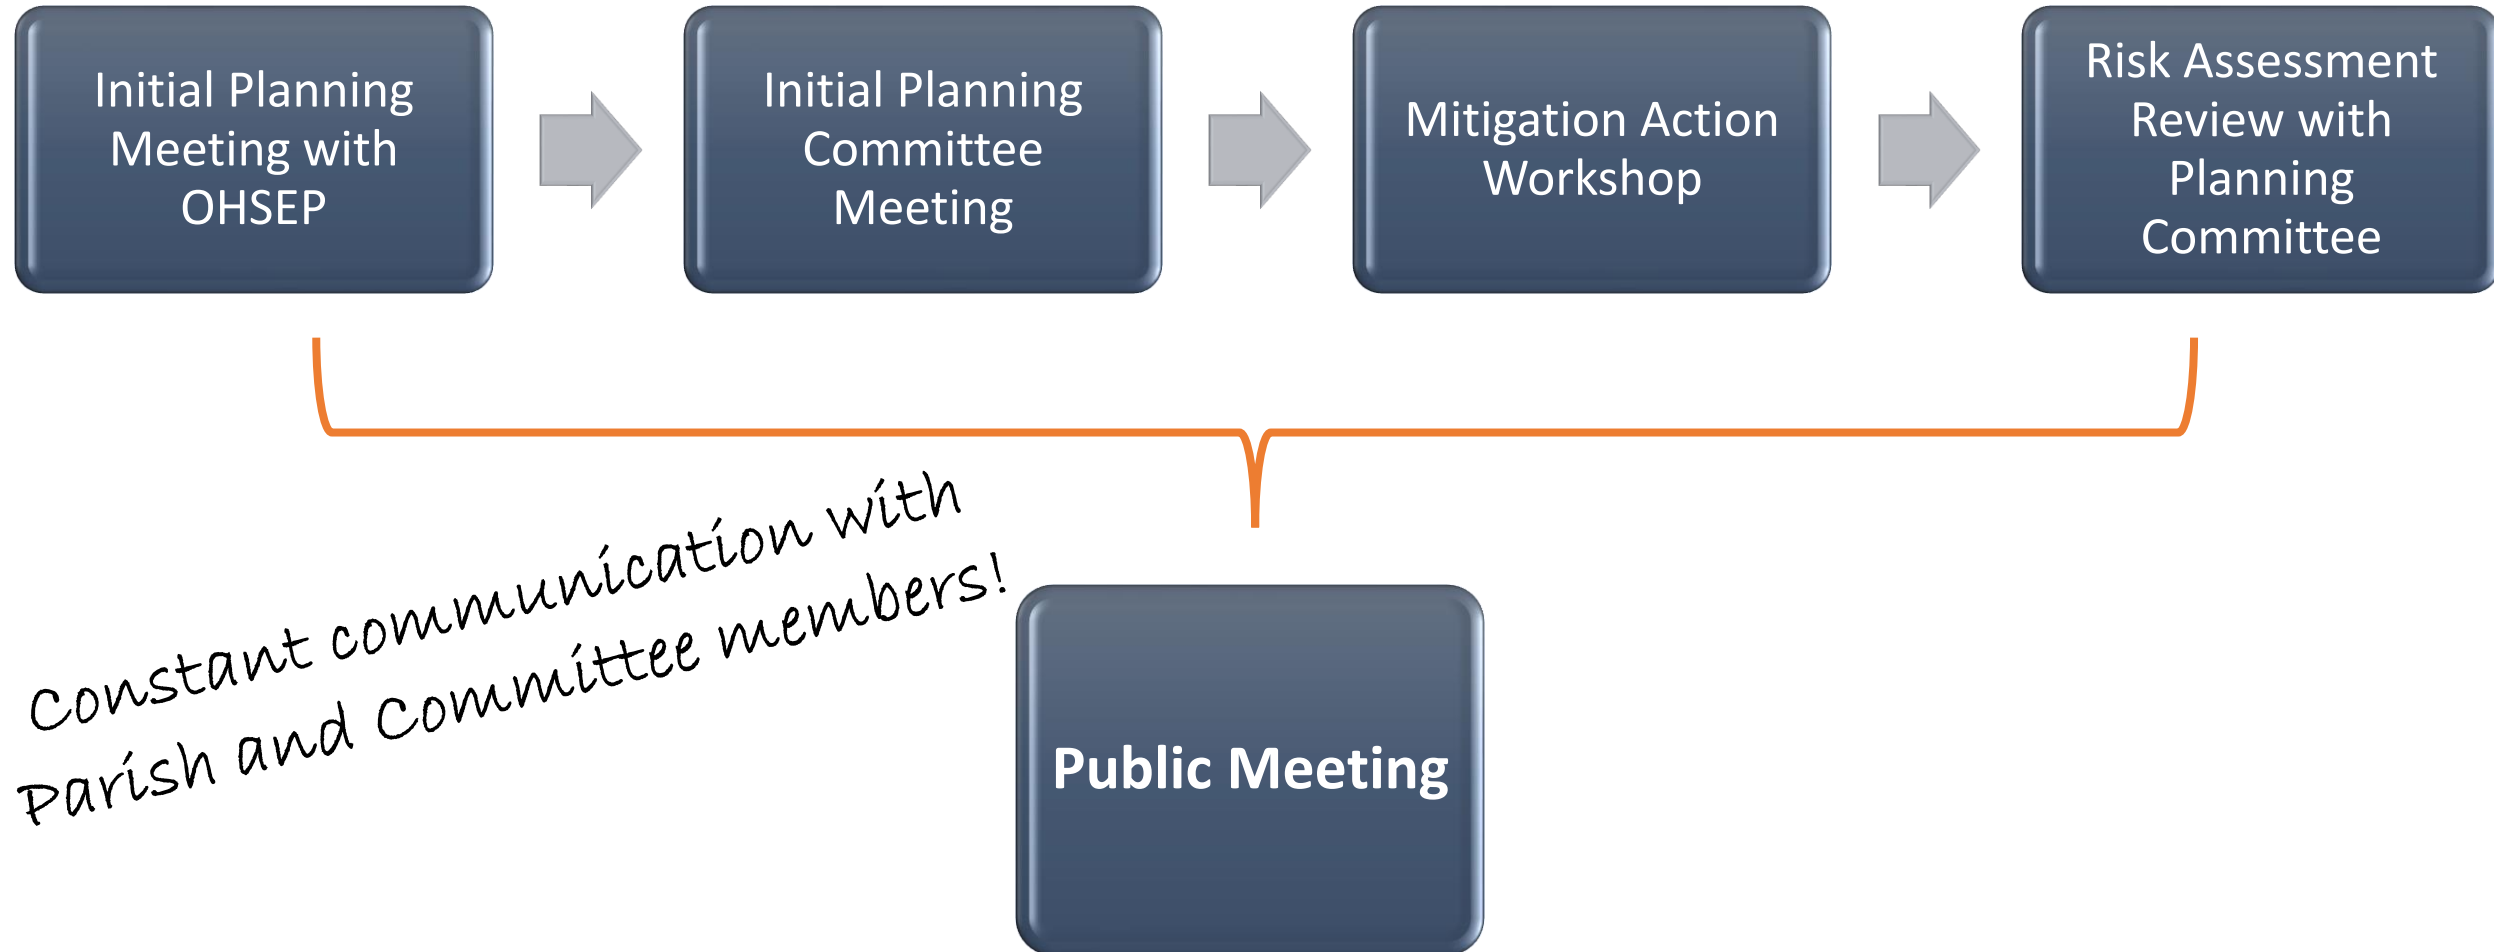 Initial Planning
Meeting with
OHSEP
Initial Planning
Committee
Meeting
Mitigation Action
Workshop
Risk Assessment
Review with
Planning
Committee
Constant communication with
Parish and Committee members!
Public Meeting